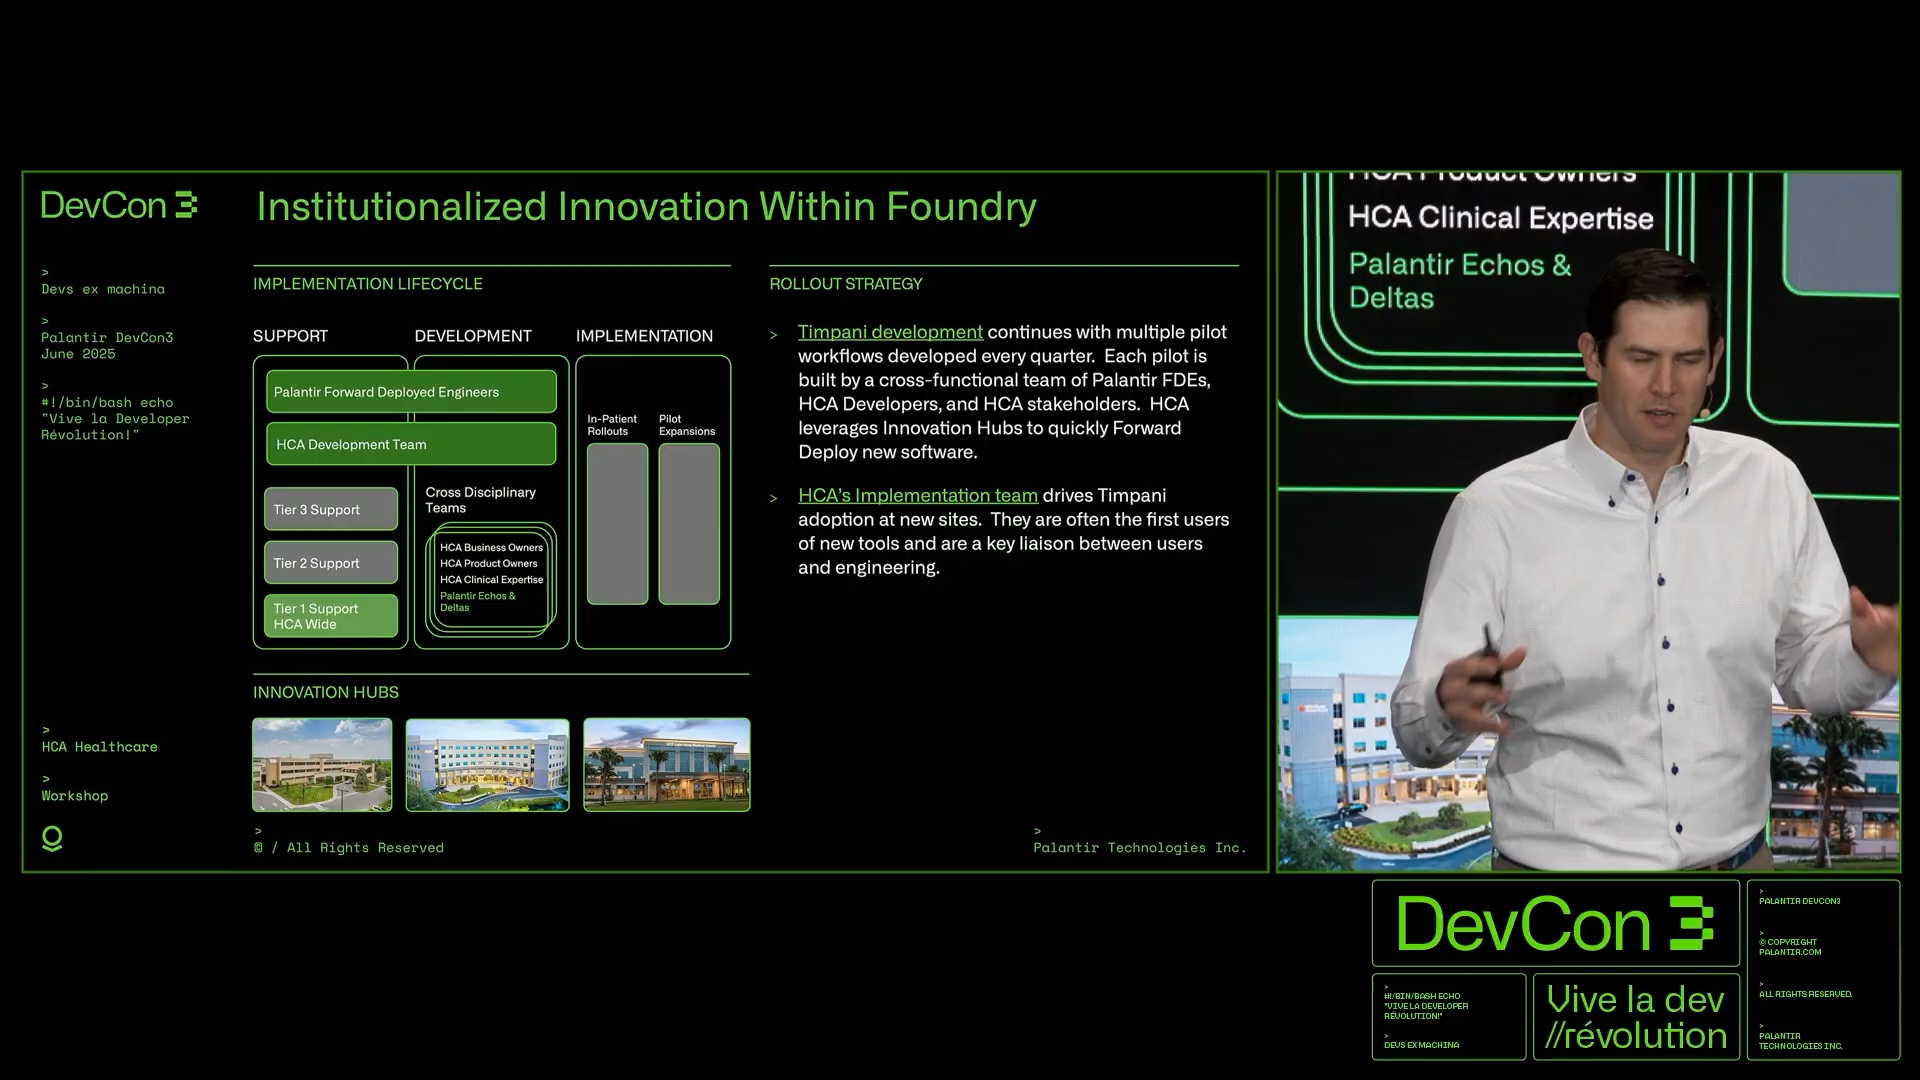 DevCon 3
Institutionalized Innovation Within Foundry
>
Devs ex machina
>
Palantir DevCon3
June 2025
>
#!/bin/bash echo
"Vive la Developer
Révolution!"
>
HCA Healthcare
>
Workshop
IMPLEMENTATION LIFECYCLE
SUPPORT
DEVELOPMENT
IMPLEMENTATION
Palantir Forward Deployed Engineers
HCA Development Team
Tier 3 Support
Tier 2 Support
Tier 1 Support
HCA Wide
Cross Disciplinary
Teams
HCA Business Owners
HCA Product Owners
HCA Clinical Expertise
Palantir Echos &
Deltas
In-Patient
Rollouts
Pilot
Expansions
INNOVATION HUBS
ROLLOUT STRATEGY
> Timpani development continues with multiple pilot
workflows developed every quarter. Each pilot is
built by a cross-functional team of Palantir FDEs,
HCA Developers, and HCA stakeholders. HCA
leverages Innovation Hubs to quickly Forward
Deploy new software.
> HCA's Implementation team drives Timpani
adoption at new sites. They are often the first users
of new tools and are a key liaison between users
and engineering.
>
© / All Rights Reserved
>
Palantir Technologies Inc.
HCA Product Owners
HCA Clinical Expertise
Palantir Echos &
Deltas
DevCon 3
>
#!/BIN/BASH ECHO
"VIVE LA DEVELOPER
RÉVOLUTION!"
>
DEVS EX MACHINA
Vive la dev
//révolution
>
PALANTIR DEVCON3
>
© COPYRIGHT
PALANTIR.COM
>
ALL RIGHTS RESERVED.
>
PALANTIR
TECHNOLOGIES INC.